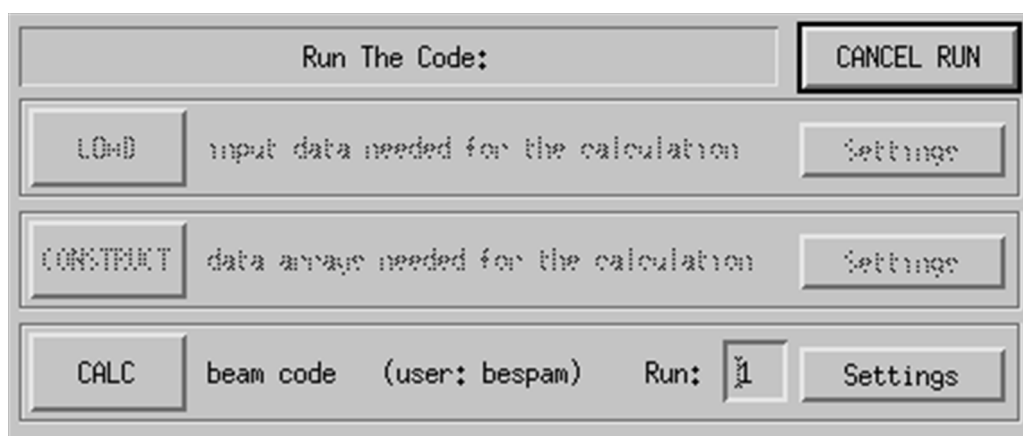 Run The Code: CANCEL RUN
LOAD input data needed for the calculation Settings
CONSTRUCT data arrays needed for the calculation Settings
CALC beam code (user: bespam) Run: 1 Settings